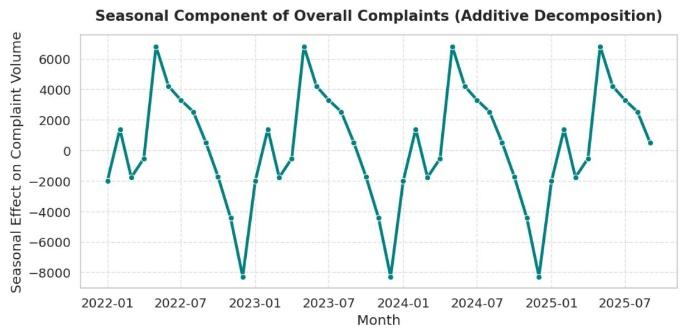 Seasonal Component of Overall Complaints (Additive Decomposition)
Seasonal Effect on Complaint Volume
6000
4000
2000
0
−2000
−4000
−6000
−8000
2022-01 2022-07 2023-01 2023-07 2024-01 2024-07 2025-01 2025-07
Month